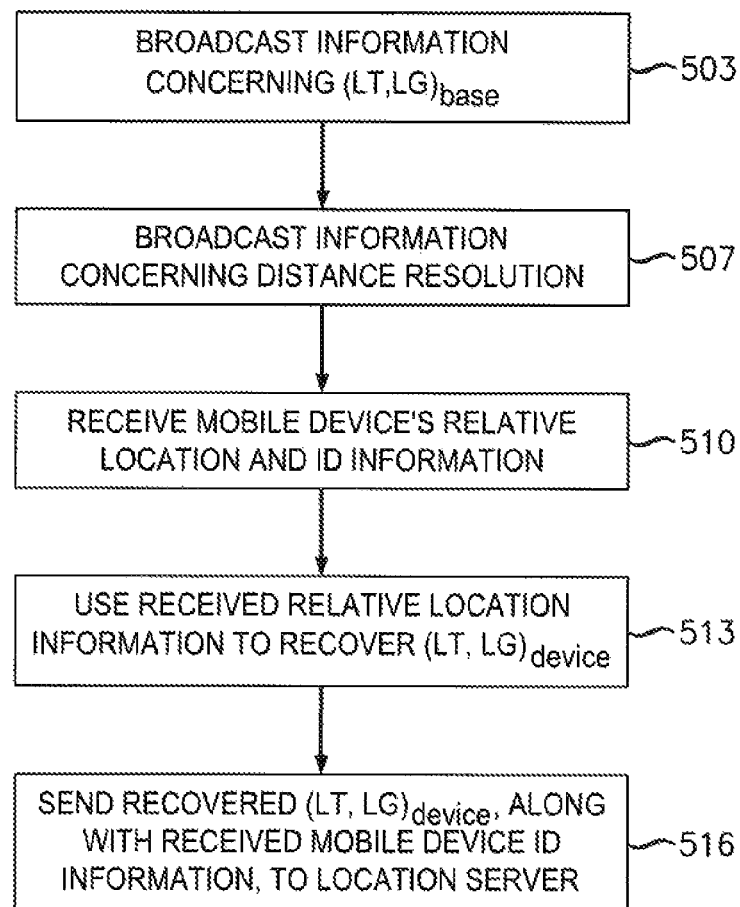 BROADCAST INFORMATION
CONCERNING (LT,LG)base
503
BROADCAST INFORMATION
CONCERNING DISTANCE RESOLUTION
507
RECEIVE MOBILE DEVICE'S RELATIVE
LOCATION AND ID INFORMATION
510
USE RECEIVED RELATIVE LOCATION
INFORMATION TO RECOVER (LT, LG)device
513
SEND RECOVERED (LT, LG)device, ALONG
WITH RECEIVED MOBILE DEVICE ID
INFORMATION, TO LOCATION SERVER
516